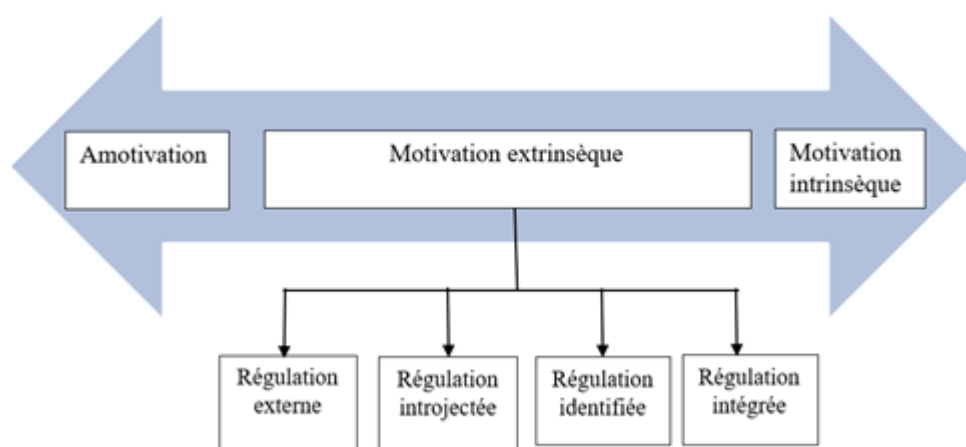 Amotivation
Motivation extrinsèque
Motivation
intrinsèque
Régulation
externe
Régulation
introjectée
Régulation
identifiée
Régulation
intégrée